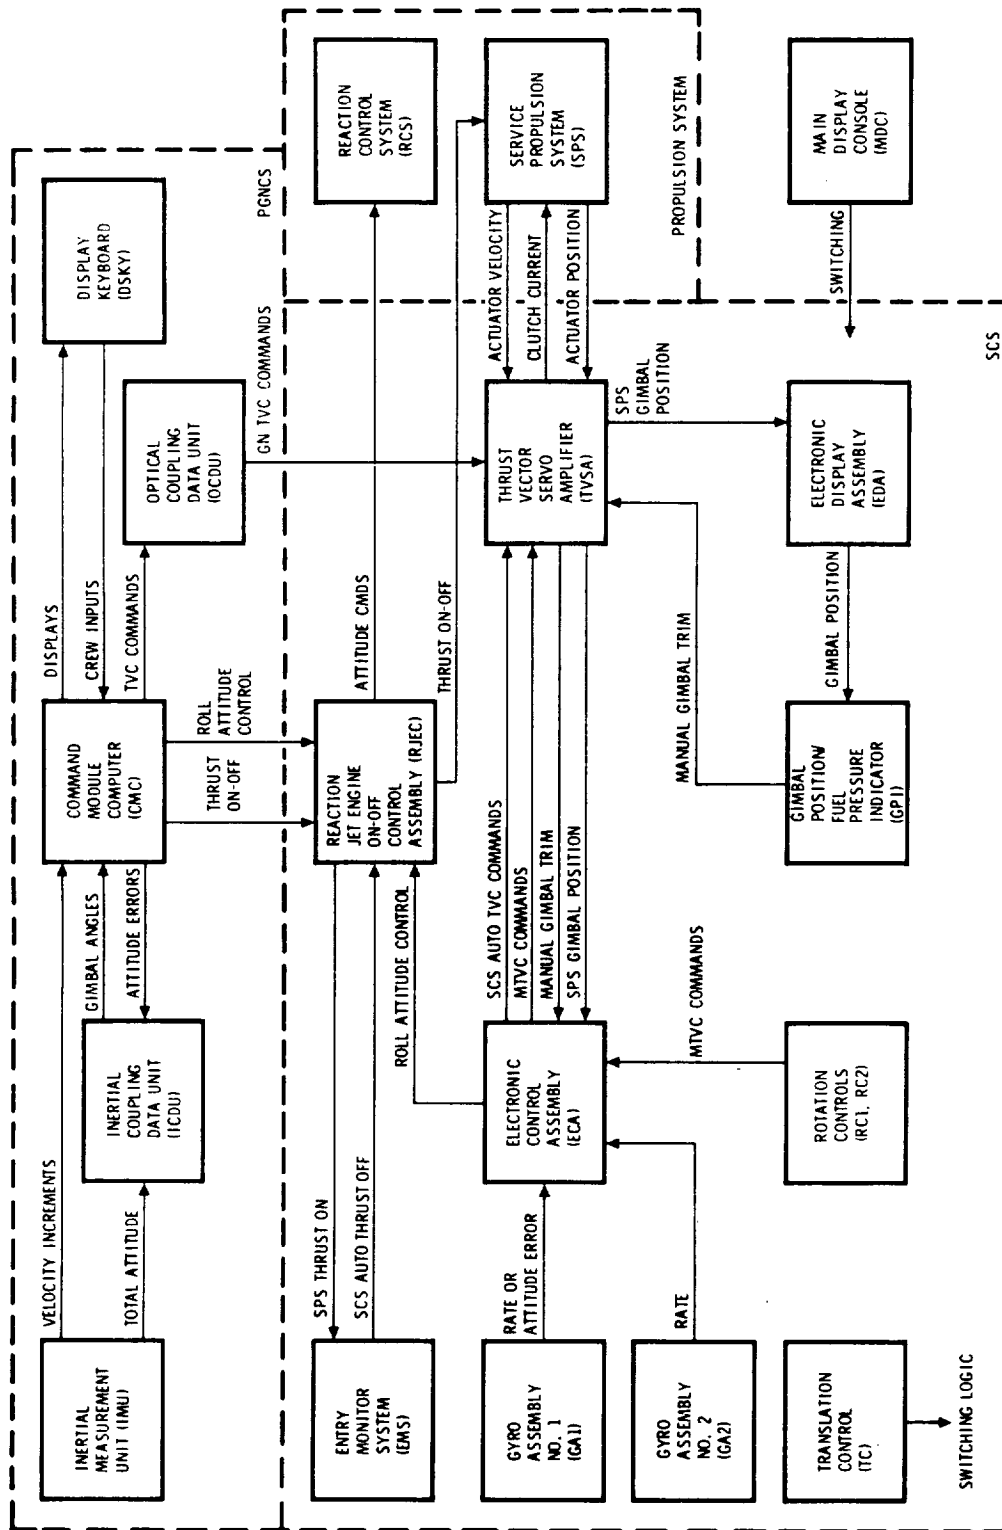 INERTIAL
MEASUREMENT
UNIT (IMU)
VELOCITY INCREMENTS
TOTAL ATTITUDE
INERTIAL
COUPLING
DATA UNIT
(ICDU)
GIMBAL ANGLES
ATTITUDE ERRORS
COMMAND
MODULE
COMPUTER
(CMC)
DISPLAYS
CREW INPUTS
TVC COMMANDS
DISPLAY
KEYBOARD
(DSKY)
OPTICAL
COUPLING
DATA UNIT
(OCDU)
PGNCS
THRUST
ON-OFF
ROLL
ATTITUDE
CONTROL
GN TVC COMMANDS
ENTRY
MONITOR
SYSTEM
(EMS)
SPS THRUST ON
SCS AUTO THRUST OFF
REACTION
JET ENGINE
ON-OFF
CONTROL
ASSEMBLY (RJEC)
ATTITUDE CMDS
THRUST ON-OFF
REACTION
CONTROL
SYSTEM
(RCS)
ROLL ATTITUDE CONTROL
GYRO
ASSEMBLY
NO. 1
(GA1)
RATE OR
ATTITUDE ERROR
ELECTRONIC
CONTROL
ASSEMBLY
(ECA)
SCS AUTO TVC COMMANDS
MTVC COMMANDS
MANUAL GIMBAL TRIM
SPS GIMBAL POSITION
THRUST
VECTOR
SERVO
AMPLIFIER
(TVSA)
ACTUATOR VELOCITY
CLUTCH CURRENT
ACTUATOR POSITION
SERVICE
PROPULSION
SYSTEM
(SPS)
PROPULSION SYSTEM
GYRO
ASSEMBLY
NO. 2
(GA2)
RATE
MTVC COMMANDS
MANUAL GIMBAL TRIM
SPS
GIMBAL
POSITION
TRANSLATION
CONTROL
(TC)
SWITCHING LOGIC
ROTATION
CONTROLS
(RC1, RC2)
GIMBAL
POSITION/
FUEL
PRESSURE
INDICATOR
(GPI)
GIMBAL POSITION
ELECTRONIC
DISPLAY
ASSEMBLY
(EDA)
SWITCHING
MAIN
DISPLAY
CONSOLE
(MDC)
SCS